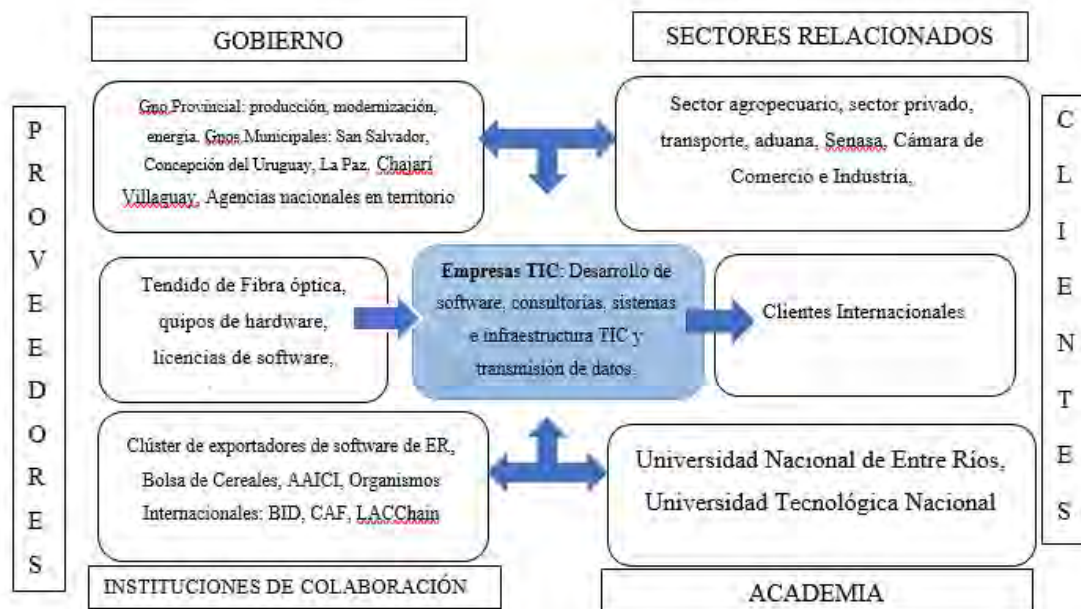 GOBIERNO
SECTORES RELACIONADOS
PROVEEDORES
Gno Provincial: producción, modernización,
energia. Gnos Municipales: San Salvador,
Concepción del Uruguay, La Paz, Chajarí
Villaguay, Agencias nacionales en territorio
Sector agropecuario, sector privado,
transporte, aduana, Senasa, Cámara de
Comercio e Industria,
CLIENTES
Tendido de Fibra óptica,
quipos de hardware,
licencias de software,
Empresas TIC: Desarrollo de
software, consultorías, sistemas
e infraestructura TIC y
transmisión de datos
Clientes Internacionales
Clúster de exportadores de software de ER,
Bolsa de Cereales, AAICI, Organismos
Internacionales: BID, CAF, LACChain
Universidad Nacional de Entre Ríos,
Universidad Tecnológica Nacional
INSTITUCIONES DE COLABORACIÓN
ACADEMIA